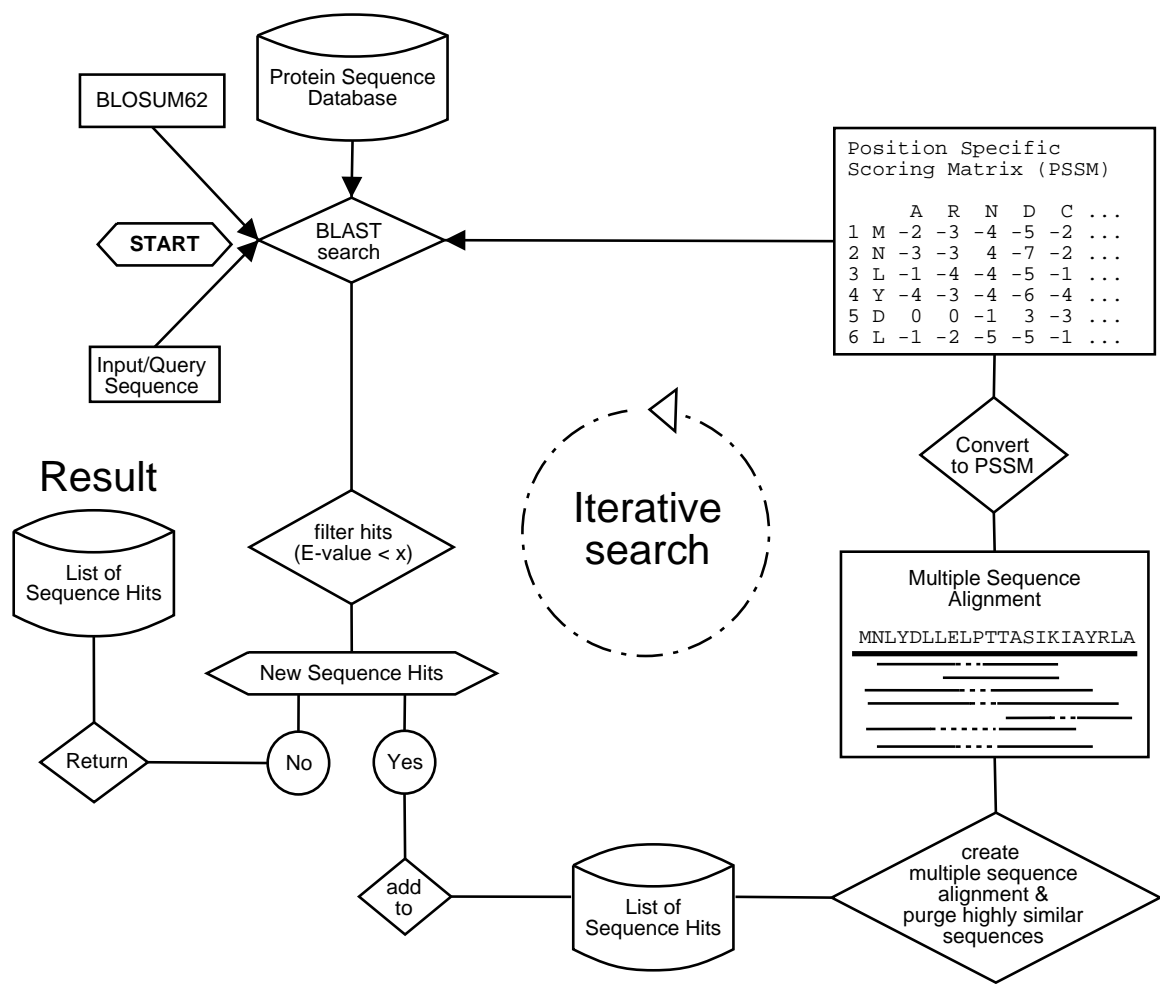 Protein Sequence
Database
BLOSUM62
START
BLAST
search
Input/Query
Sequence
Position Specific
Scoring Matrix (PSSM)
A R N D C ...
1 M -2 -3 -4 -5 -2 ...
2 N -3 -3 4 -7 -2 ...
3 L -1 -4 -4 -5 -1 ...
4 Y -4 -3 -4 -6 -4 ...
5 D 0 0 -1 3 -3 ...
6 L -1 -2 -5 -5 -1 ...
Convert
to PSSM
Iterative
search
Result
List of
Sequence Hits
filter hits
(E-value < x)
Multiple Sequence
Alignment
MNLYDLLELPTTASIKIAYRLA
New Sequence Hits
Return
No
Yes
add
to
List of
Sequence Hits
create
multiple sequence
alignment &
purge highly similar
sequences